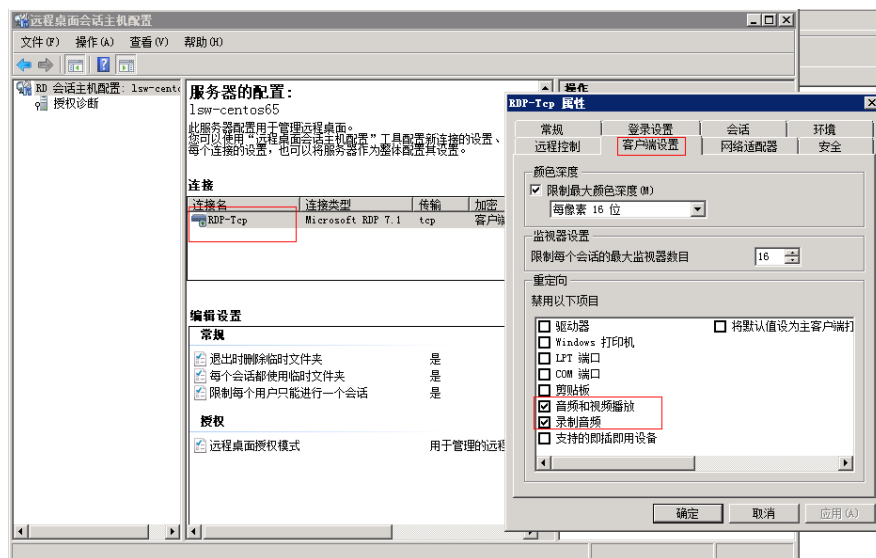 远程桌面会话主机配置
文件(F) 操作(A) 查看(V) 帮助(H)
RD 会话主机配置: lsw-cent
授权诊断
服务器的配置:
lsw-centos65
此服务器配置用于管理远程桌面。
您可以使用“远程桌面会话主机配置”工具配置新连接的设置、
每个连接的设置，也可以将服务器作为整体配置其设置。
连接
连接名 连接类型 传输 加密
RDP-Tcp Microsoft RDP 7.1 tcp 客户端
编辑设置
常规
退出时删除临时文件夹 是
每个会话都使用临时文件夹 是
限制每个用户只能进行一个会话 是
授权
远程桌面授权模式 用于管理的远程
操作
RDP-Tcp 属性
常规 登录设置 会话 环境
远程控制 客户端设置 网络适配器 安全
颜色深度
限制最大颜色深度(M)
每像素 16 位
监视器设置
限制每个会话的最大监视器数目 16
重定向
禁用以下项目
驱动器 将默认值设为主客户端打
Windows 打印机
LPT 端口
COM 端口
剪贴板
音频和视频播放
录制音频
支持的即插即用设备
确定 取消 应用(A)